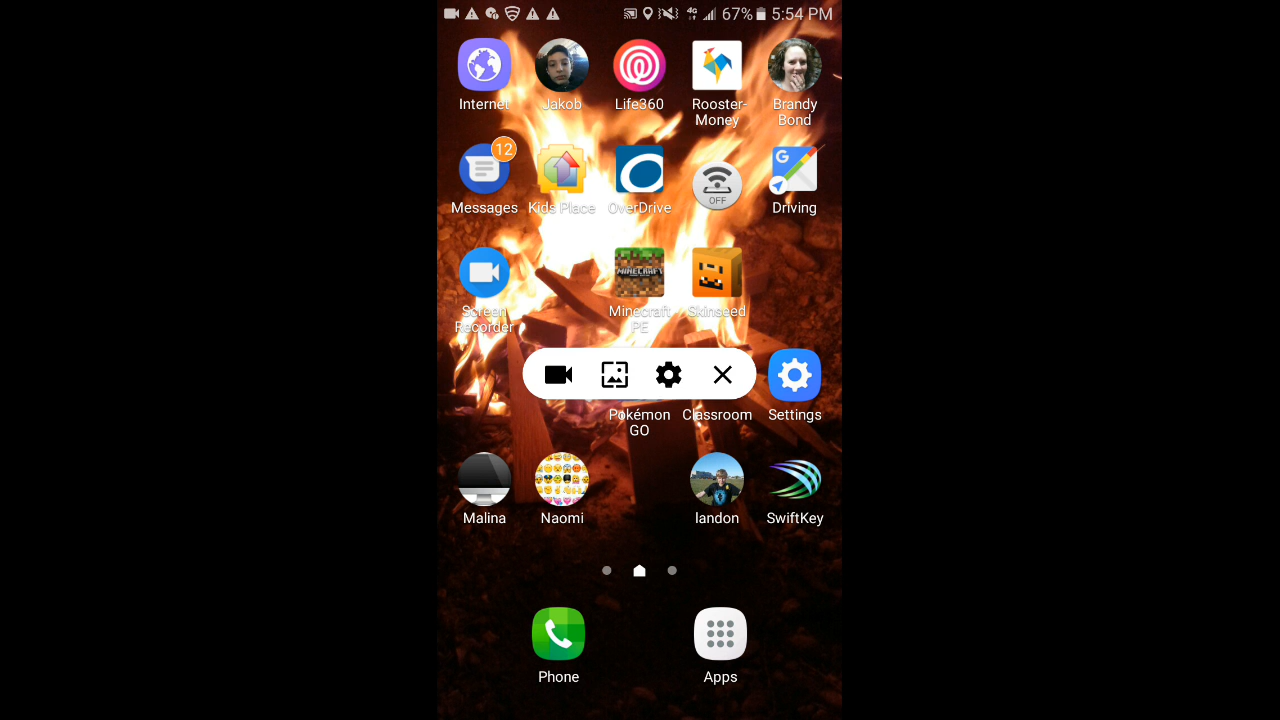 67% 5:54 PM
Internet
Jakob
Life360
Rooster-
Money
Brandy
Bond
12
Messages
Kids Place
OverDrive
OFF
G
Driving
Screen
Recorder
MINECRAFT
Minecraft
PE
Skinseed
Pokémon
GO
Classroom
Settings
Malina
Naomi
landon
SwiftKey
Phone
Apps